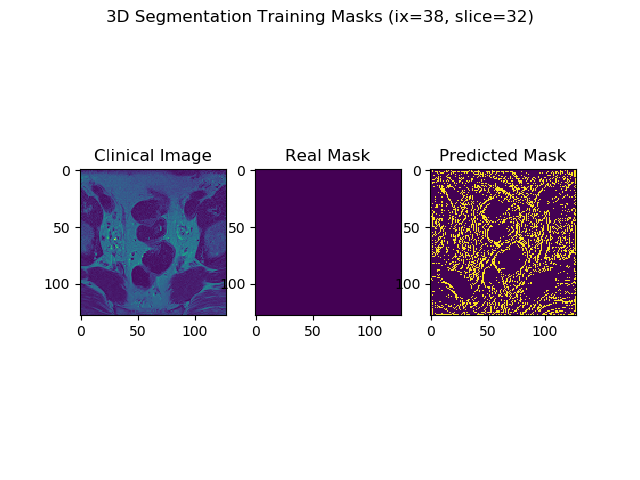 3D Segmentation Training Masks (ix=38, slice=32)
Clinical Image Real Mask Predicted Mask
0 0 0
50 50 50
100 100 100
0 50 100 0 50 100 0 50 100